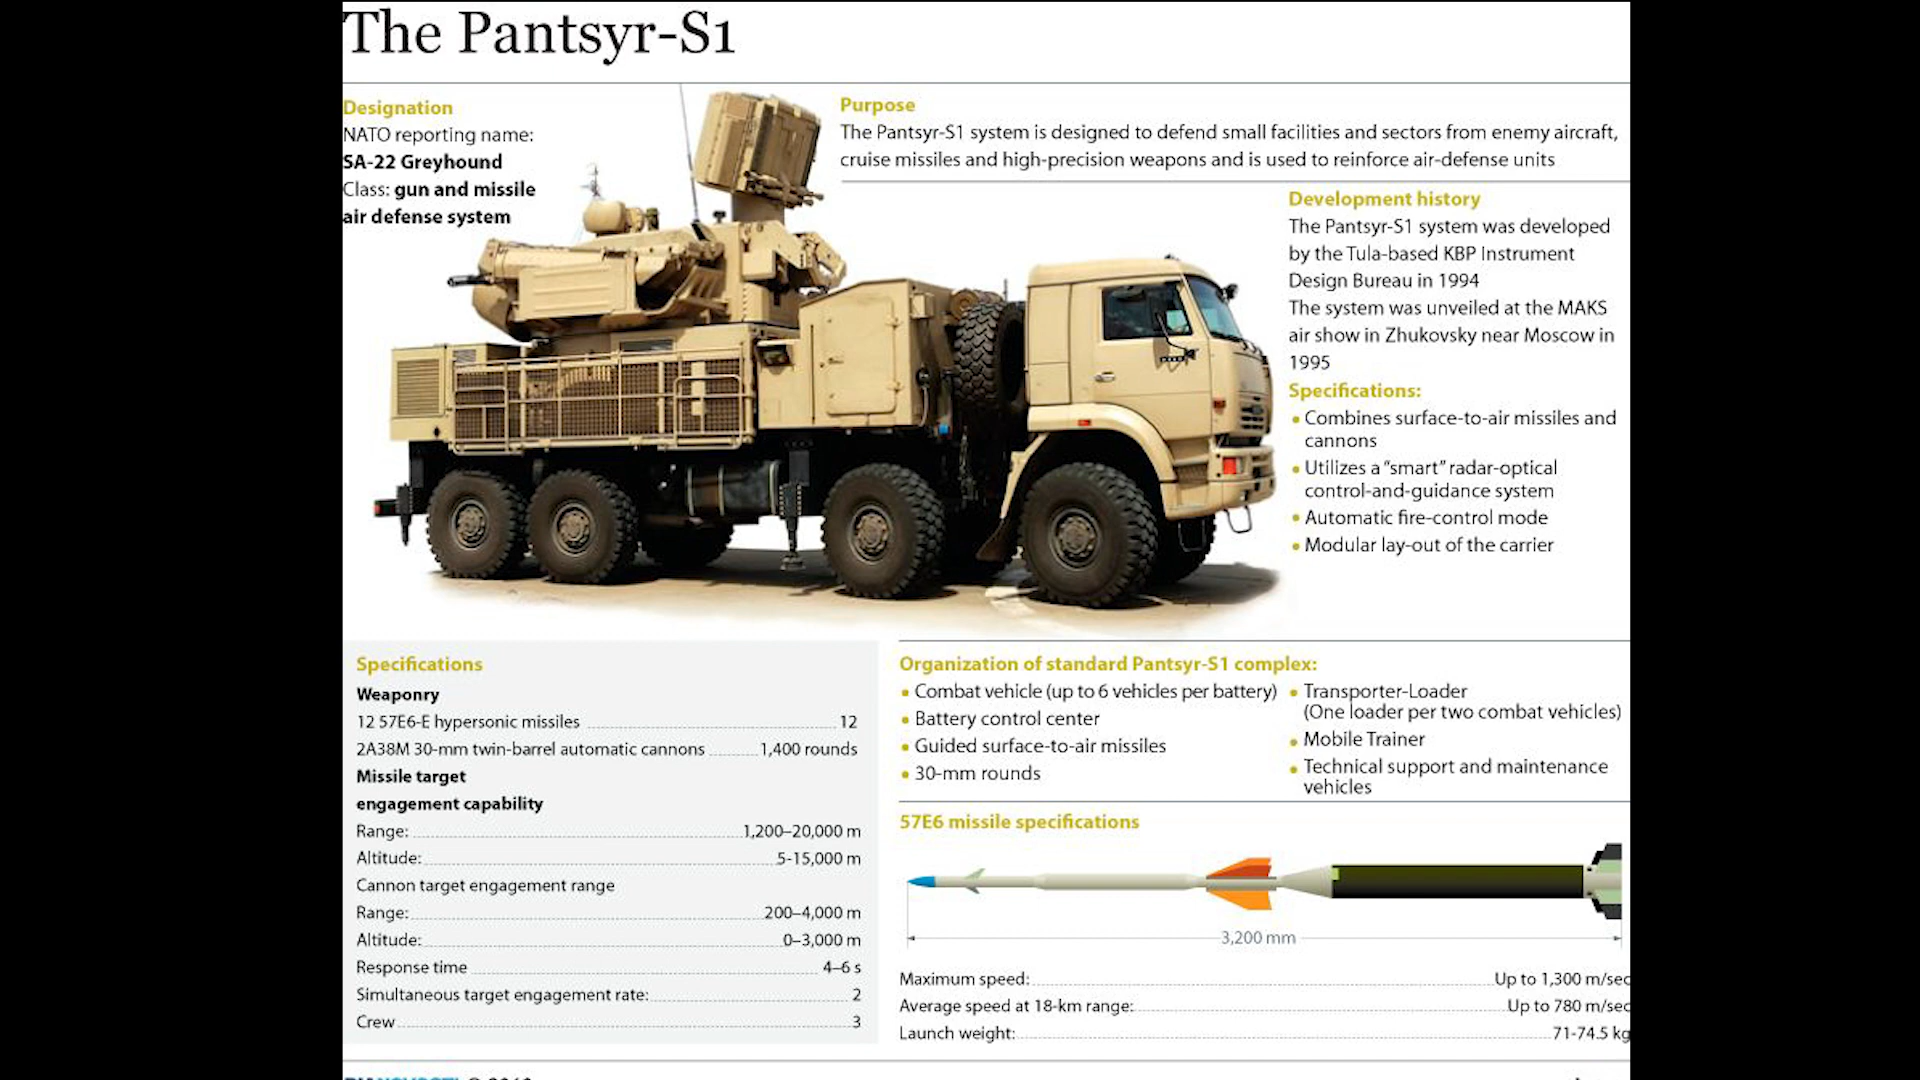 The Pantsyr-S1
Designation
NATO reporting name:
SA-22 Greyhound
Class: gun and missile
air defense system
Purpose
The Pantsyr-S1 system is designed to defend small facilities and sectors from enemy aircraft,
cruise missiles and high-precision weapons and is used to reinforce air-defense units
Development history
The Pantsyr-S1 system was developed
by the Tula-based KBP Instrument
Design Bureau in 1994
The system was unveiled at the MAKS
air show in Zhukovsky near Moscow in
1995
Specifications:
• Combines surface-to-air missiles and
cannons
• Utilizes a "smart" radar-optical
control-and-guidance system
• Automatic fire-control mode
• Modular lay-out of the carrier
Specifications
Weaponry
12 57E6-E hypersonic missiles 12
2A38M 30-mm twin-barrel automatic cannons 1,400 rounds
Missile target
engagement capability
Range: 1,200–20,000 m
Altitude: 5-15,000 m
Cannon target engagement range
Range: 200–4,000 m
Altitude: 0–3,000 m
Response time 4–6 s
Simultaneous target engagement rate: 2
Crew 3
Organization of standard Pantsyr-S1 complex:
• Combat vehicle (up to 6 vehicles per battery)
• Battery control center
• Guided surface-to-air missiles
• 30-mm rounds
• Transporter-Loader
(One loader per two combat vehicles)
• Mobile Trainer
• Technical support and maintenance
vehicles
57E6 missile specifications
3,200 mm
Maximum speed: Up to 1,300 m/sec
Average speed at 18-km range: Up to 780 m/sec
Launch weight: 71-74.5 kg